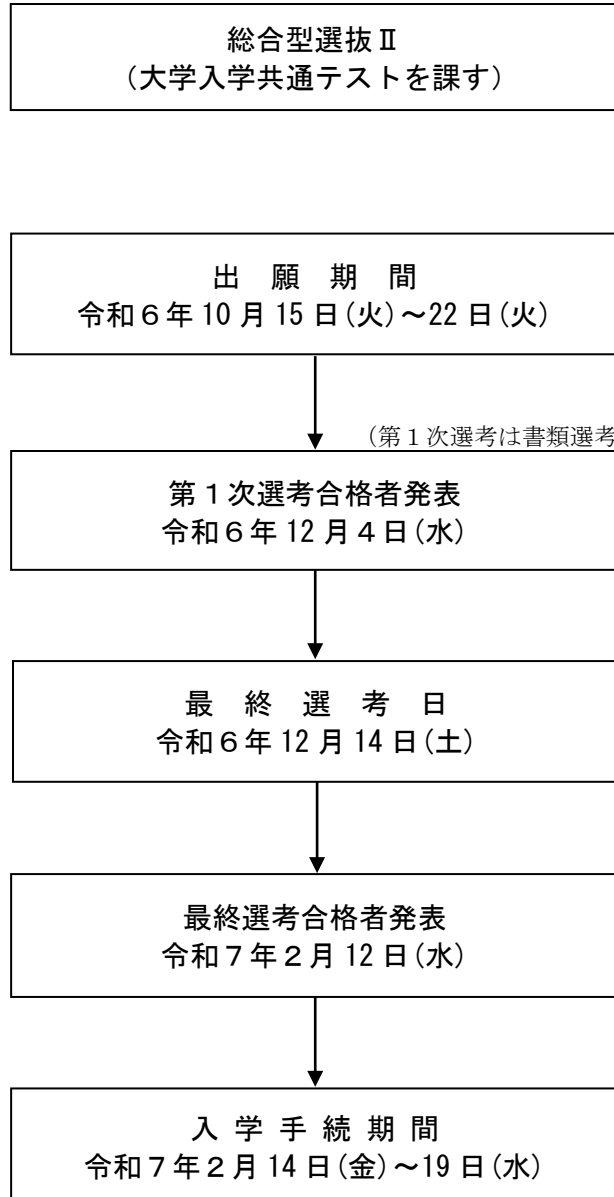 総合型選抜Ⅱ
（大学入学共通テストを課す）
出　願　期　間
令和６年 10 月 15 日(火)～22 日(火)
（第１次選考は書類選考
第１次選考合格者発表
令和６年 12 月４日(水)
最　終　選　考　日
令和６年 12 月 14 日(土)
最終選考合格者発表
令和７年２月 12 日(水)
入 学 手 続 期 間
令和７年２月 14 日(金)～19 日(水)